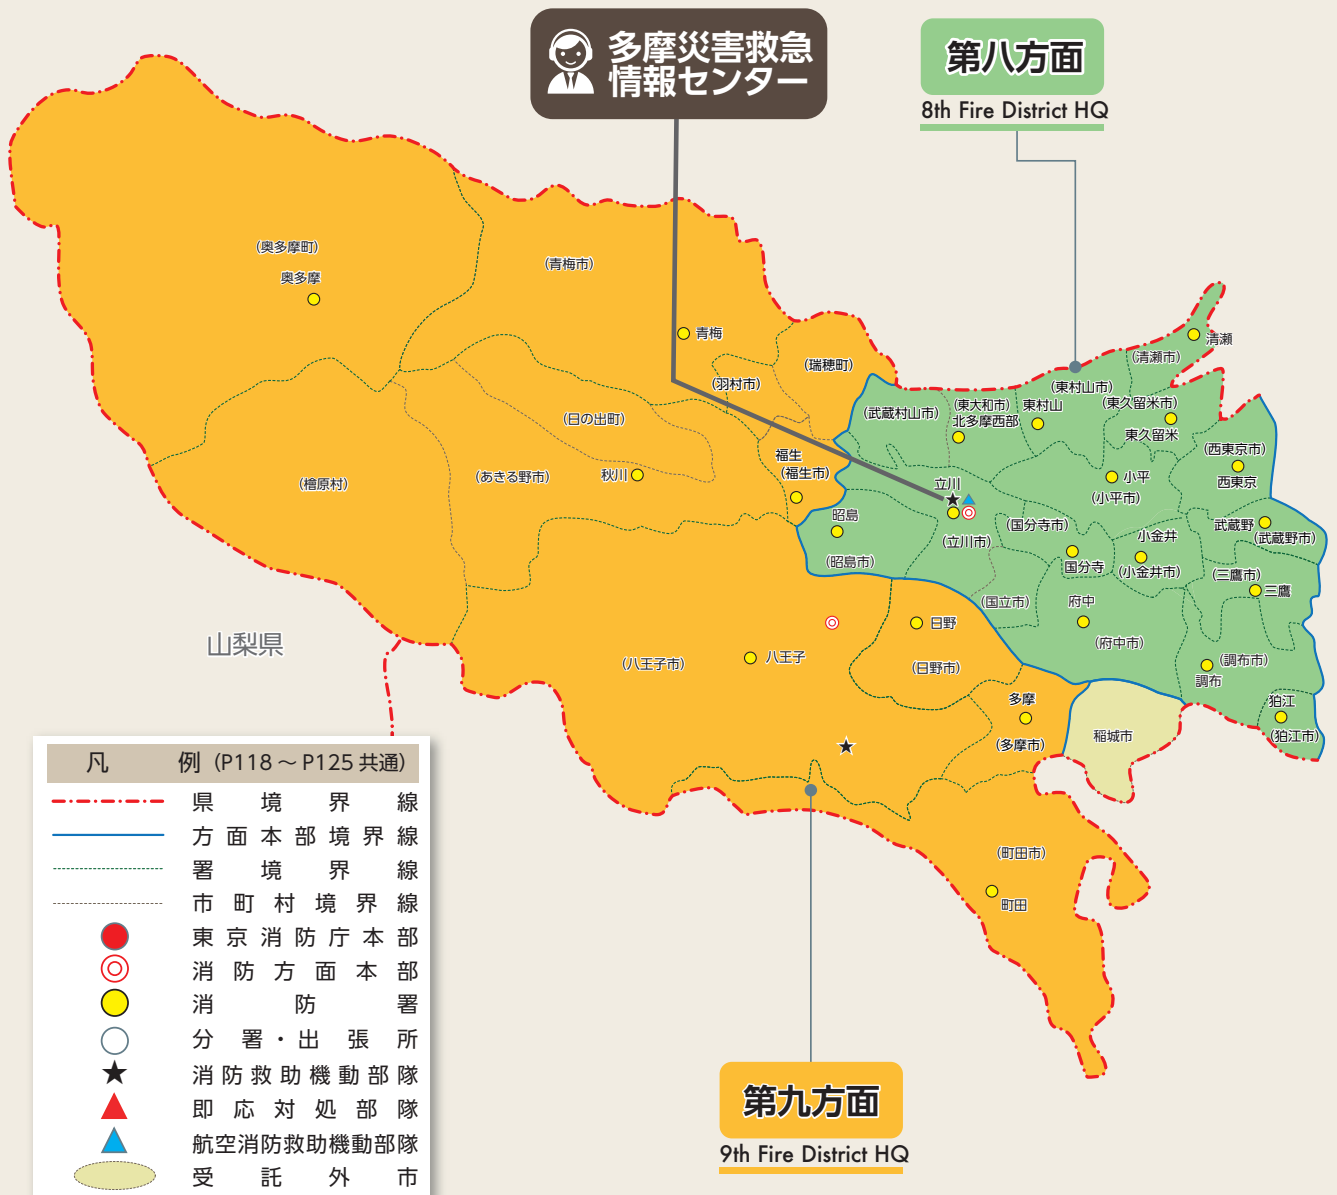 多摩災害救急
情報センター
第八方面
8th Fire District HQ
(奥多摩町)
奥多摩
(青梅市)
青梅
(羽村市)
(瑞穂町)
(日の出町)
(あきる野市)
秋川
(檜原村)
福生
(福生市)
(武蔵村山市)
(東大和市)
北多摩西部
東村山
(東村山市)
(清瀬市)
清瀬
(東久留米市)
東久留米
(西東京市)
西東京
小平
(小平市)
立川
(立川市)
昭島
(昭島市)
(国分寺市)
国分寺
小金井
(小金井市)
武蔵野
(武蔵野市)
(三鷹市)
三鷹
(国立市)
府中
(府中市)
(調布市)
調布
狛江
(狛江市)
稲城市
日野
(日野市)
八王子
(八王子市)
多摩
(多摩市)
(町田市)
町田
山梨県
第九方面
9th Fire District HQ
凡例(P118～P125共通)
県境界線
方面本部境界線
署境界線
市町村境界線
東京消防庁本部
消防方面本部
消防署
分署・出張所
消防救助機動部隊
即応対処部隊
航空消防救助機動部隊
受託外市